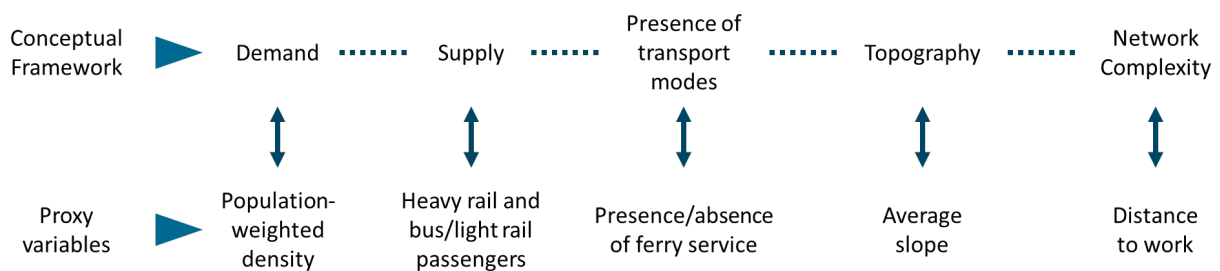 Conceptual
Framework
Demand
Supply
Presence of
transport
modes
Topography
Network
Complexity
Proxy
variables
Population-
weighted
density
Heavy rail and
bus/light rail
passengers
Presence/absence
of ferry service
Average
slope
Distance
to work